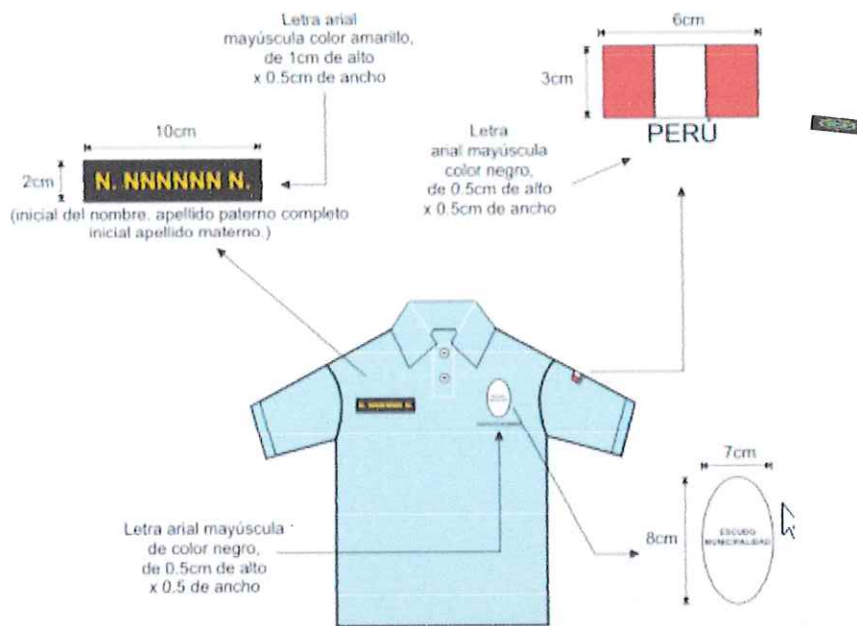 Letra arial
mayúscula color amarillo,
de 1cm de alto
x 0.5cm de ancho
10cm
2cm
N. NNNNNN N.
(inicial del nombre. apellido paterno completo
inicial apellido materno.)
6cm
3cm
PERÚ
Letra
arial mayúscula
color negro,
de 0.5cm de alto
x 0.5cm de ancho
Letra arial mayúscula
de color negro,
de 0.5cm de alto
x 0.5 de ancho
7cm
8cm
ESCUDO
MUNICIPALIDAD